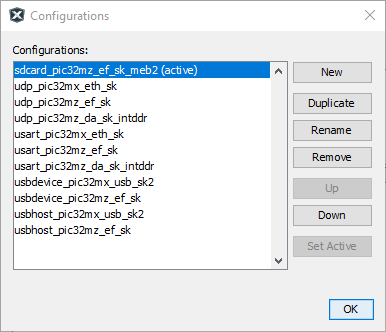 Configurations
Configurations:
sdcard_pic32mz_ef_sk_meb2 (active)
udp_pic32mx_eth_sk
udp_pic32mz_ef_sk
udp_pic32mz_da_sk_intddr
usart_pic32mx_eth_sk
usart_pic32mz_ef_sk
usart_pic32mz_da_sk_intddr
usbdevice_pic32mx_usb_sk2
usbdevice_pic32mz_ef_sk
usbhost_pic32mx_usb_sk2
usbhost_pic32mz_ef_sk
New
Duplicate
Rename
Remove
Up
Down
Set Active
OK